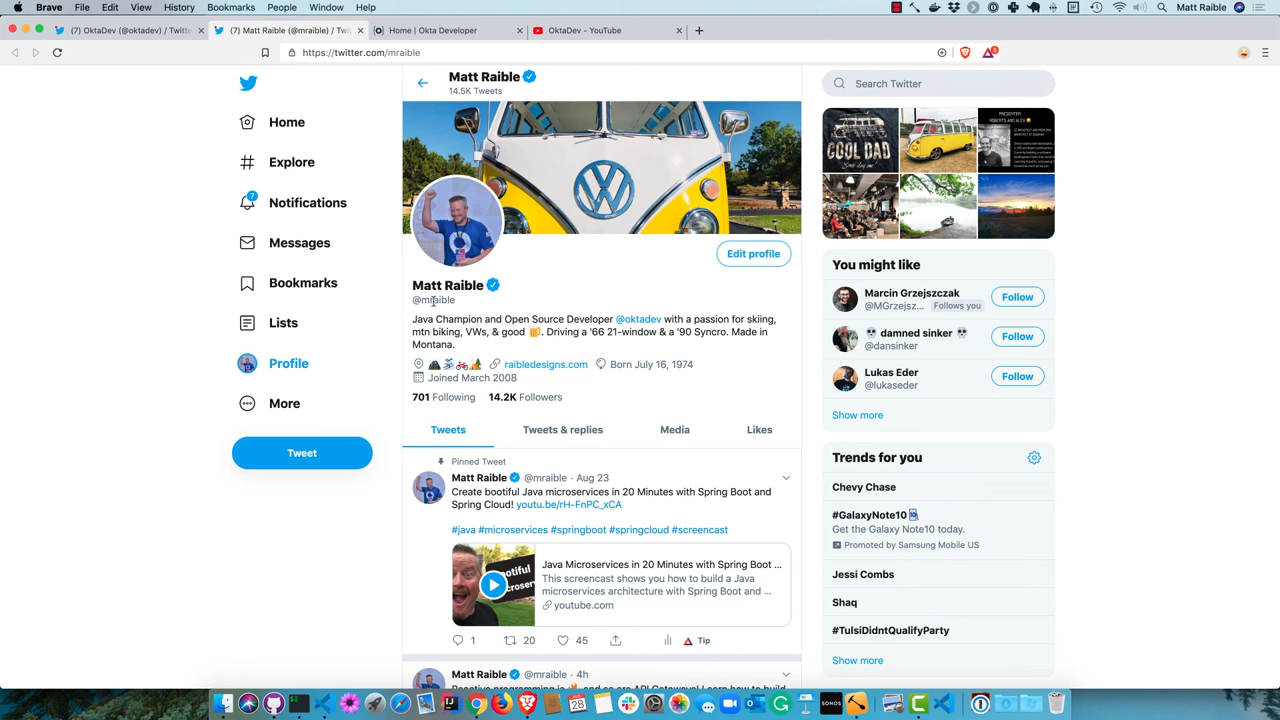 Brave File Edit View History Bookmarks People Window Help Matt Raible
(7) OktaDev (@oktadev) / Twitte
(7) Matt Raible (@mraible) / Twi
Home | Okta Developer
OktaDev - YouTube
https://twitter.com/mraible
Home
Explore
7
Notifications
Messages
Bookmarks
Lists
Profile
More
Tweet
Matt Raible
14.5K Tweets
Edit profile
Matt Raible
@mraible
Java Champion and Open Source Developer @oktadev with a passion for skiing,
mtn biking, VWs, & good 🍺. Driving a '66 21-window & a '90 Syncro. Made in
Montana.
raibledesigns.com Born July 16, 1974
Joined March 2008
701 Following 14.2K Followers
Tweets Tweets & replies Media Likes
Pinned Tweet
Matt Raible @mraible · Aug 23
Create bootiful Java microservices in 20 Minutes with Spring Boot and
Spring Cloud! youtu.be/rH-FnPC_xCA
#java #microservices #springboot #springcloud #screencast
Java Microservices in 20 Minutes with Spring Boot ...
This screencast shows you how to build a Java
microservices architecture with Spring Boot and ...
youtube.com
1 20 45 Tip
Matt Raible @mraible · 4h
Search Twitter
COOL DAD
You might like
Marcin Grzejszczak
@MGrzejsz... Follows you
Follow
damned sinker
@dansinker
Follow
Lukas Eder
@lukaseder
Follow
Show more
Trends for you
Chevy Chase
#GalaxyNote10
Get the Galaxy Note10 today.
Promoted by Samsung Mobile US
Jessi Combs
Shaq
#TulsiDidntQualifyParty
Show more
SONOS